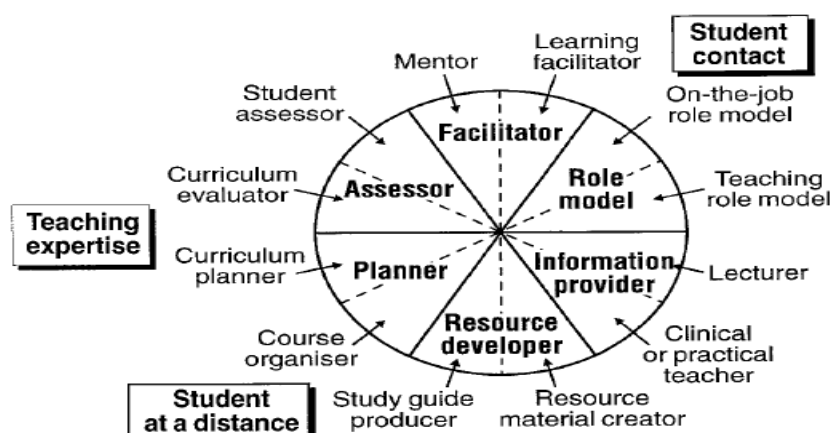 Student
contact
Learning
facilitator
Mentor
Student
assessor
On-the-job
role model
Facilitator
Curriculum
evaluator
Assessor
Role
model
Teaching
role model
Teaching
expertise
Curriculum
planner
Planner
Information
provider
Lecturer
Resource
developer
Course
organiser
Clinical
or practical
teacher
Student
at a distance
Study guide
producer
Resource
material creator